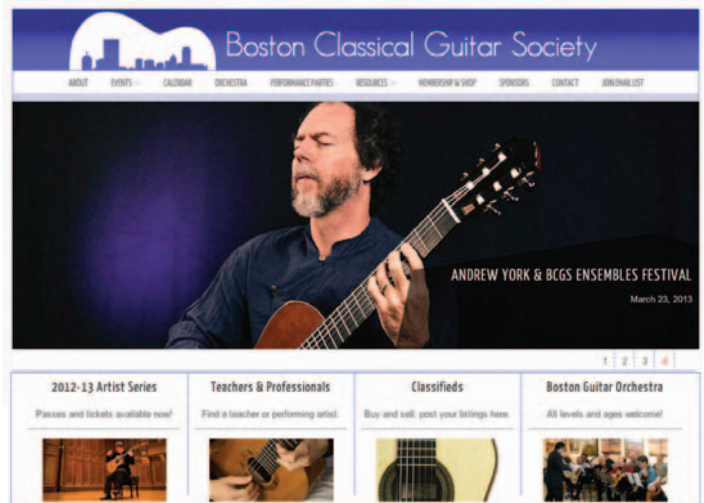 Boston Classical Guitar Society
ABOUT EVENTS CALENDAR ORCHESTRA PERFORMANCE PARTIES RESOURCES MEMBERSHIP & SHOP SPONSORS CONTACT JOIN EMAIL LIST
ANDREW YORK & BCGS ENSEMBLES FESTIVAL
March 23, 2013
1 2 3 4
2012-13 Artist Series
Passes and tickets available now!
Teachers & Professionals
Find a teacher or performing artist.
Classifieds
Buy and sell: post your listings here.
Boston Guitar Orchestra
All levels and ages welcome!